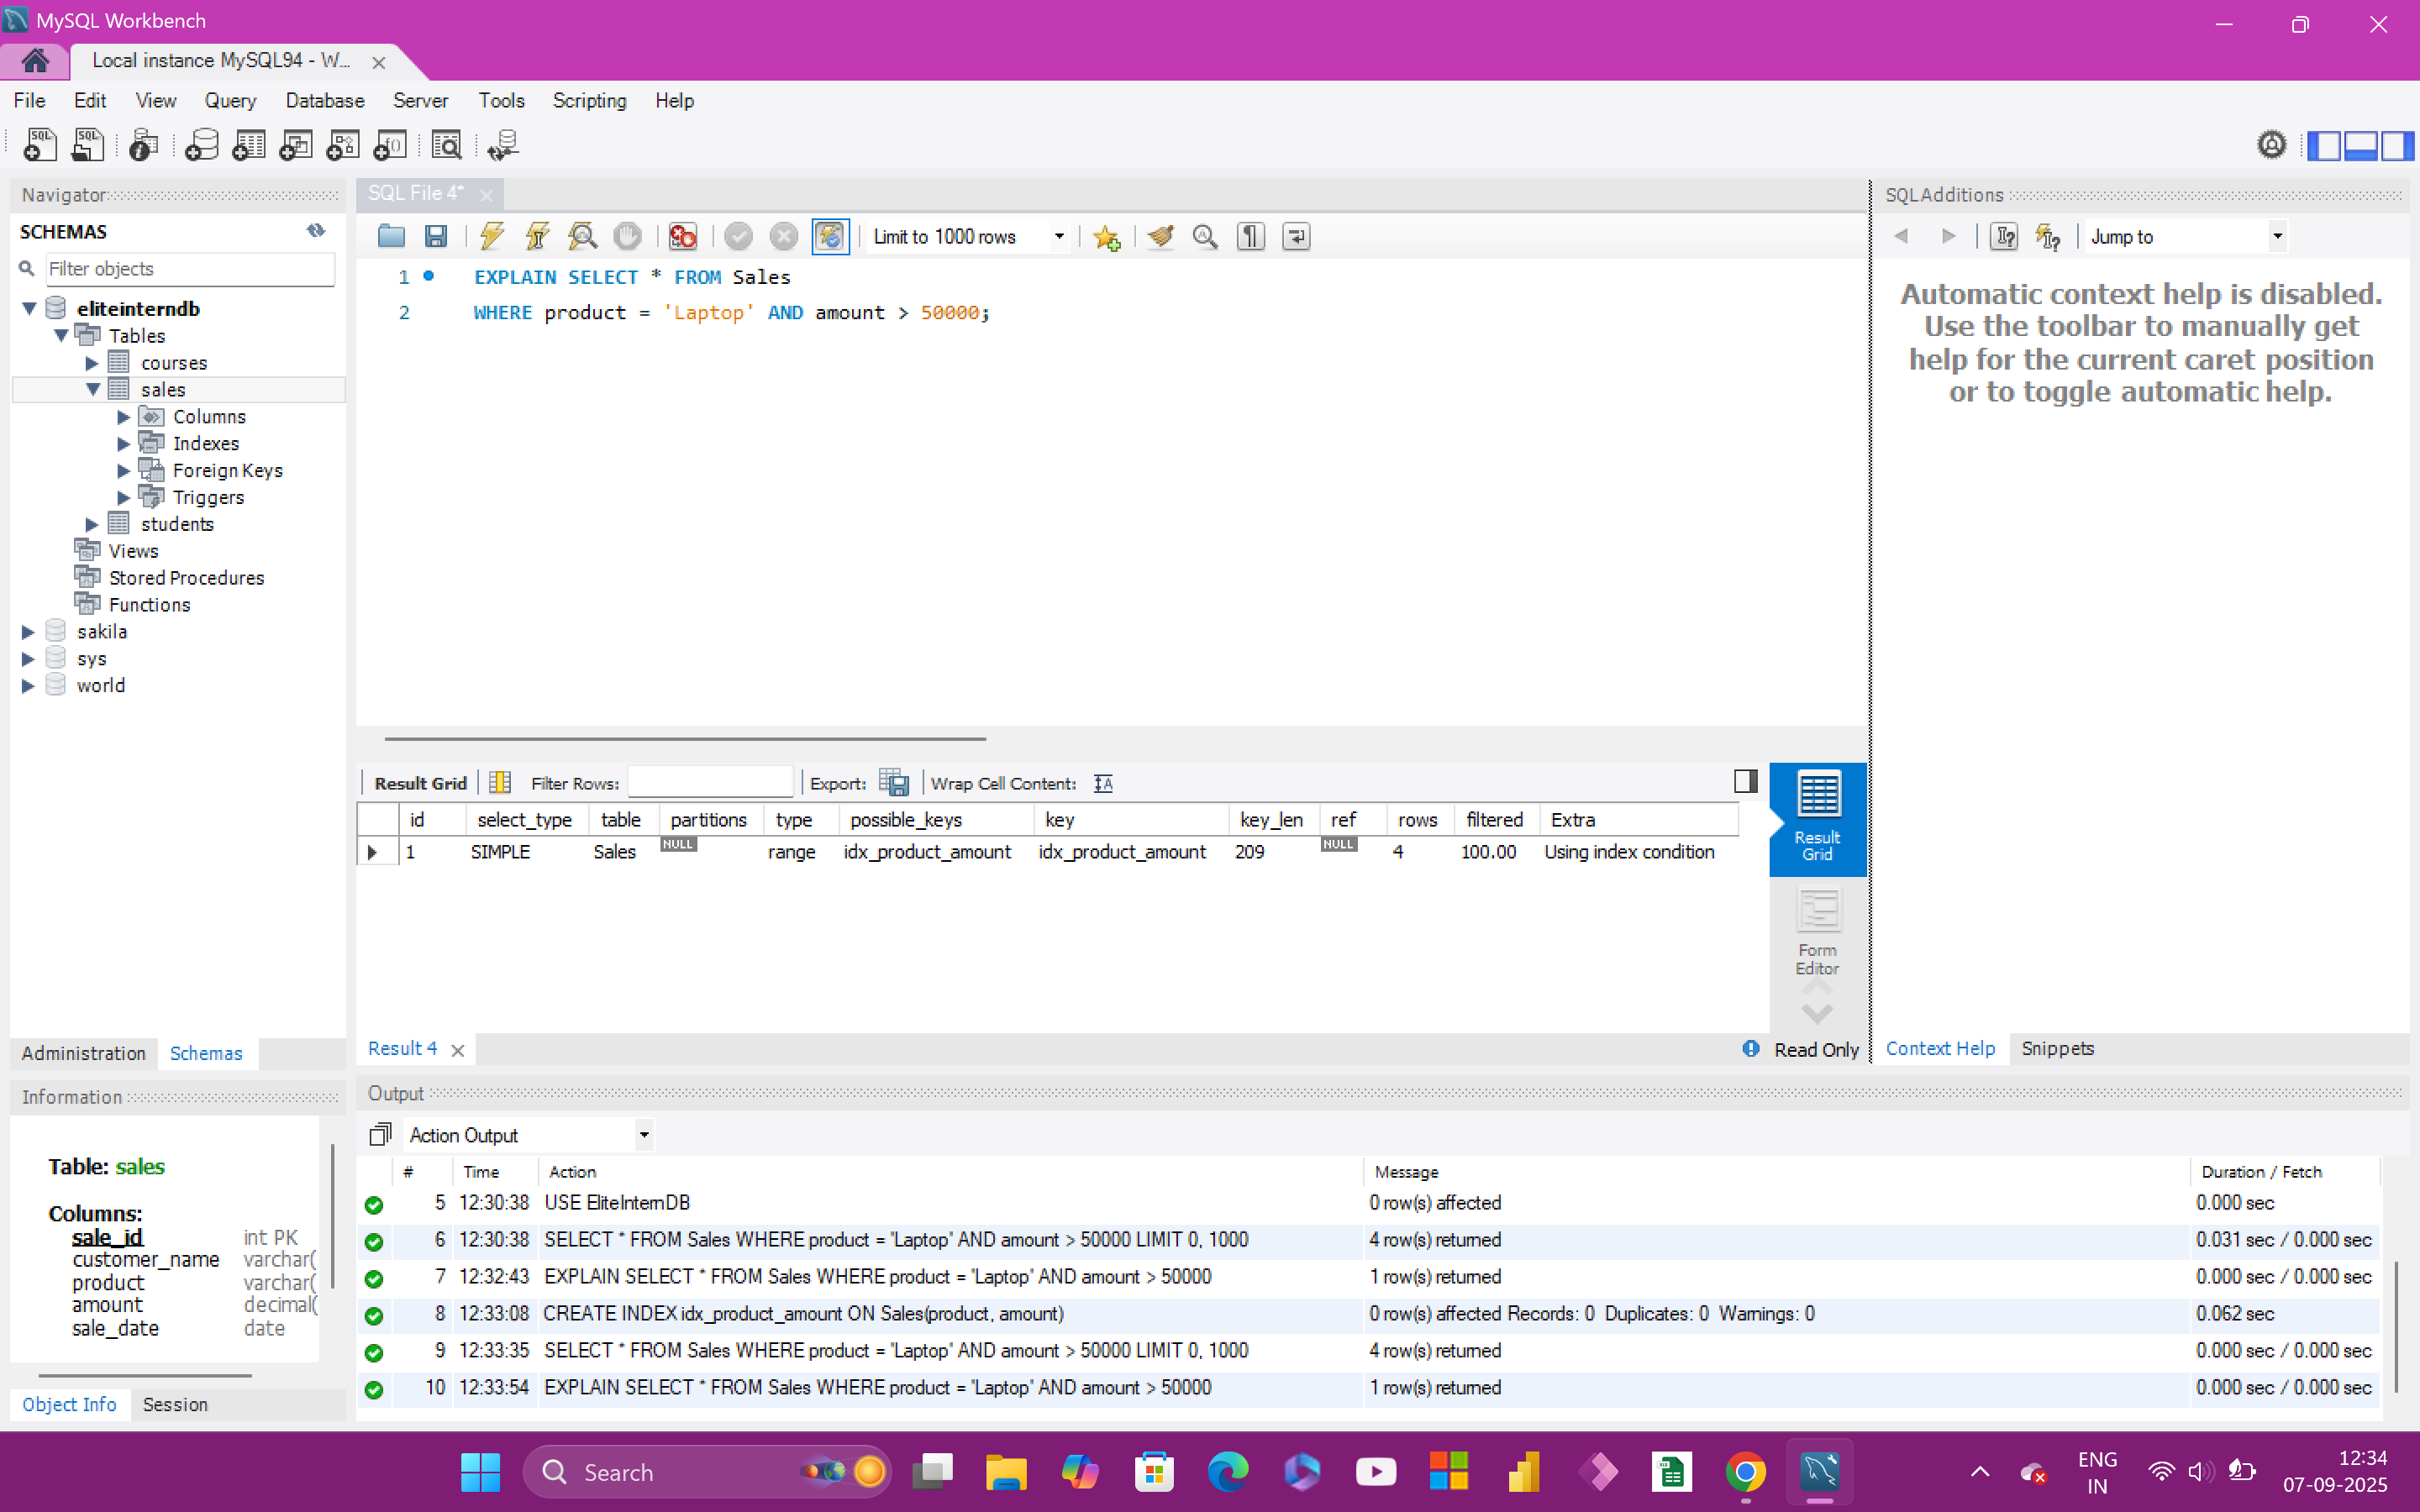 MySQL Workbench
Local instance MySQL94 - W...
File Edit View Query Database Server Tools Scripting Help
Navigator
SCHEMAS
Filter objects
eliteinterndb
Tables
courses
sales
Columns
Indexes
Foreign Keys
Triggers
students
Views
Stored Procedures
Functions
sakila
sys
world
Administration Schemas
Information
Table: sales
Columns:
sale_id int PK
customer_name varchar(
product varchar(
amount decimal(
sale_date date
Object Info Session
SQL File 4*
Limit to 1000 rows
1 EXPLAIN SELECT * FROM Sales
2 WHERE product = 'Laptop' AND amount > 50000;
Result Grid Filter Rows: Export: Wrap Cell Content:
id select_type table partitions type possible_keys key key_len ref rows filtered Extra
1 SIMPLE Sales NULL range idx_product_amount idx_product_amount 209 NULL 4 100.00 Using index condition
Result Grid
Form Editor
Result 4
Read Only
SQLAdditions
Jump to
Automatic context help is disabled.
Use the toolbar to manually get
help for the current caret position
or to toggle automatic help.
Context Help Snippets
Output
Action Output
# Time Action Message Duration / Fetch
5 12:30:38 USE EliteInternDB 0 row(s) affected 0.000 sec
6 12:30:38 SELECT * FROM Sales WHERE product = 'Laptop' AND amount > 50000 LIMIT 0, 1000 4 row(s) returned 0.031 sec / 0.000 sec
7 12:32:43 EXPLAIN SELECT * FROM Sales WHERE product = 'Laptop' AND amount > 50000 1 row(s) returned 0.000 sec / 0.000 sec
8 12:33:08 CREATE INDEX idx_product_amount ON Sales(product, amount) 0 row(s) affected Records: 0 Duplicates: 0 Warnings: 0 0.062 sec
9 12:33:35 SELECT * FROM Sales WHERE product = 'Laptop' AND amount > 50000 LIMIT 0, 1000 4 row(s) returned 0.000 sec / 0.000 sec
10 12:33:54 EXPLAIN SELECT * FROM Sales WHERE product = 'Laptop' AND amount > 50000 1 row(s) returned 0.000 sec / 0.000 sec
Search
ENG
IN
12:34
07-09-2025